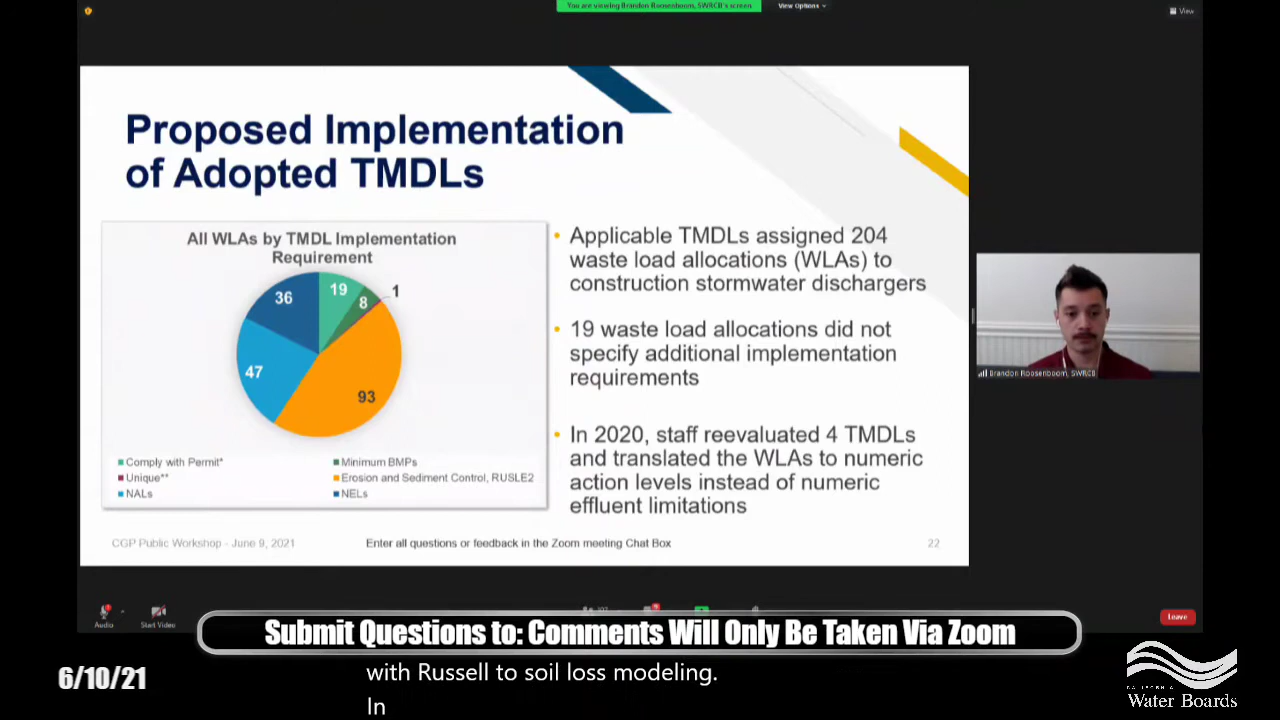 You are viewing Brandon Roosenboom, SWRCB's screen
View Options
View
Proposed Implementation
of Adopted TMDLs
All WLAs by TMDL Implementation
Requirement
36
19
8
1
47
93
Comply with Permit*
Minimum BMPs
Unique**
Erosion and Sediment Control, RUSLE2
NALs
NELs
• Applicable TMDLs assigned 204
waste load allocations (WLAs) to
construction stormwater dischargers
• 19 waste load allocations did not
specify additional implementation
requirements
• In 2020, staff reevaluated 4 TMDLs
and translated the WLAs to numeric
action levels instead of numeric
effluent limitations
CGP Public Workshop - June 9, 2021
Enter all questions or feedback in the Zoom meeting Chat Box
22
Brandon Roosenboom, SWRCB
Audio
Start Video
Leave
Submit Questions to: Comments Will Only Be Taken Via Zoom
6/10/21
with Russell to soil loss modeling.
In
CALIFORNIA
Water Boards